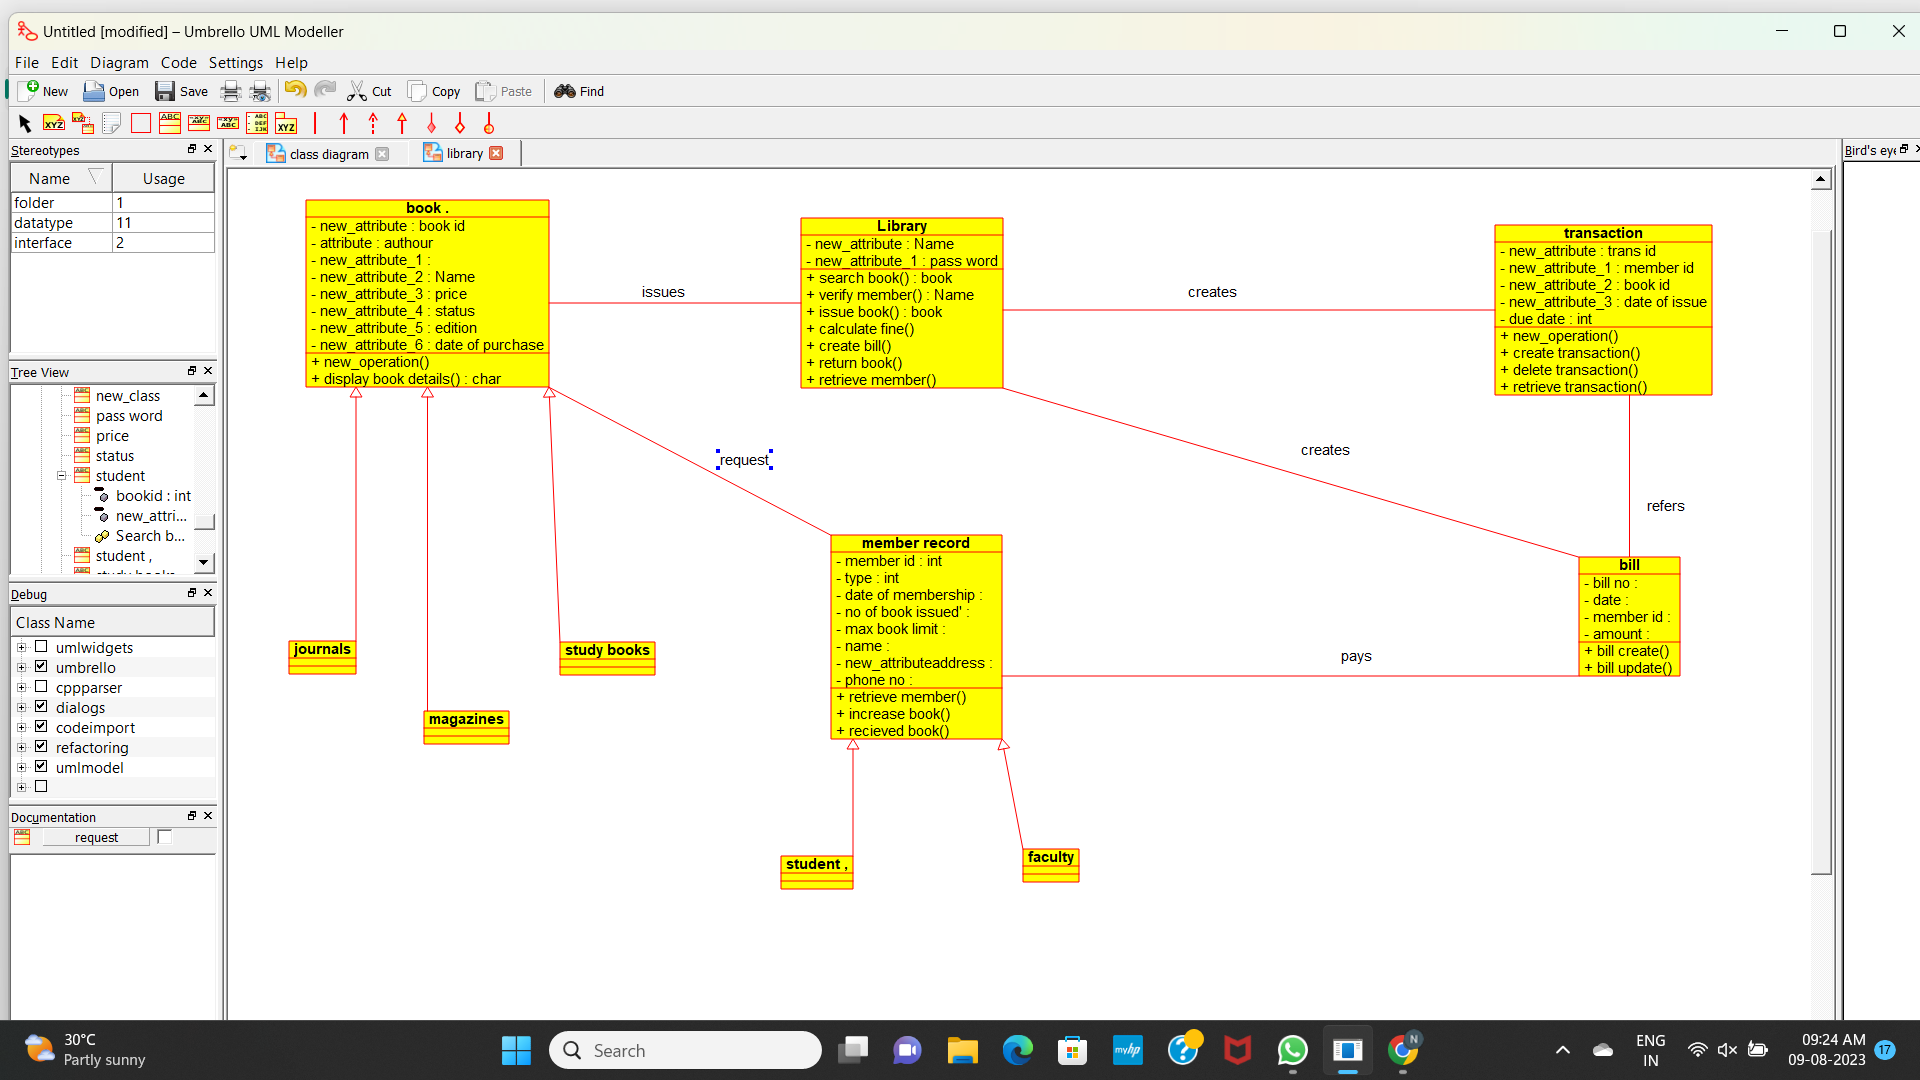 Untitled [modified] – Umbrello UML Modeller
File Edit Diagram Code Settings Help
New Open Save Cut Copy Paste Find
Stereotypes
Name Usage
folder 1
datatype 11
interface 2
Tree View
new_class
pass word
price
status
student
bookid : int
new_attri...
Search b...
student ,
Debug
Class Name
umlwidgets
umbrello
cppparser
dialogs
codeimport
refactoring
umlmodel
Documentation
request
class diagram
library
Bird's eye
book .
- new_attribute : book id
- attribute : authour
- new_attribute_1 :
- new_attribute_2 : Name
- new_attribute_3 : price
- new_attribute_4 : status
- new_attribute_5 : edition
- new_attribute_6 : date of purchase
+ new_operation()
+ display book details() : char
issues
Library
- new_attribute : Name
- new_attribute_1 : pass word
+ search book() : book
+ verify member() : Name
+ issue book() : book
+ calculate fine()
+ create bill()
+ return book()
+ retrieve member()
creates
transaction
- new_attribute : trans id
- new_attribute_1 : member id
- new_attribute_2 : book id
- new_attribute_3 : date of issue
- due date : int
+ new_operation()
+ create transaction()
+ delete transaction()
+ retrieve transaction()
request
creates
refers
member record
- member id : int
- type : int
- date of membership :
- no of book issued' :
- max book limit :
- name :
- new_attributeaddress :
- phone no :
+ retrieve member()
+ increase book()
+ recieved book()
bill
- bill no :
- date :
- member id :
- amount :
+ bill create()
+ bill update()
pays
journals
study books
magazines
student ,
faculty
30°C
Partly sunny
Search
myhp
N
ENG
IN
09:24 AM
09-08-2023
17